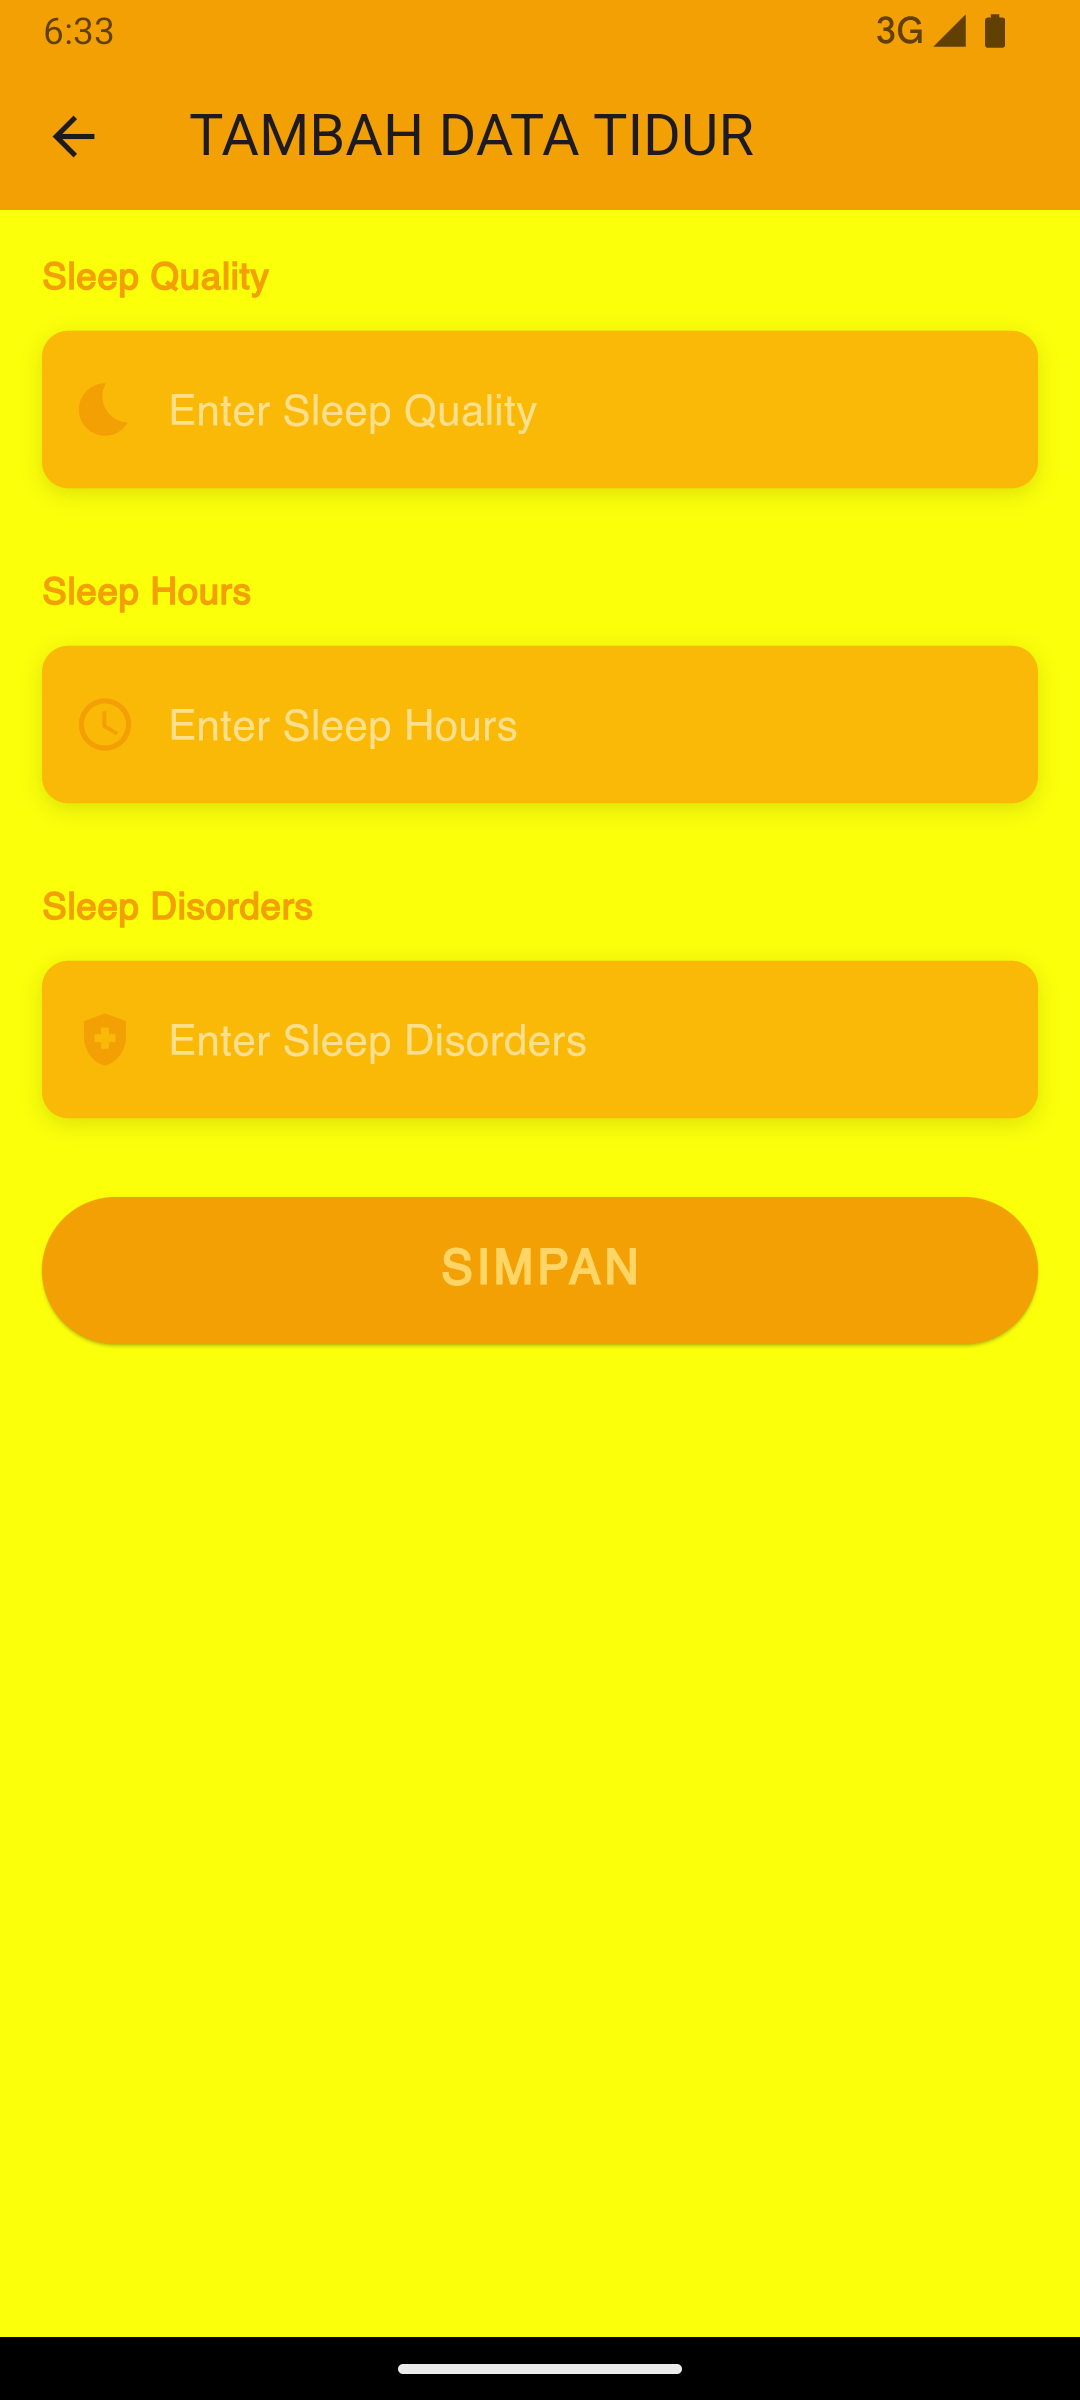 6:33
3G
TAMBAH DATA TIDUR
Sleep Quality
Enter Sleep Quality
Sleep Hours
Enter Sleep Hours
Sleep Disorders
Enter Sleep Disorders
SIMPAN